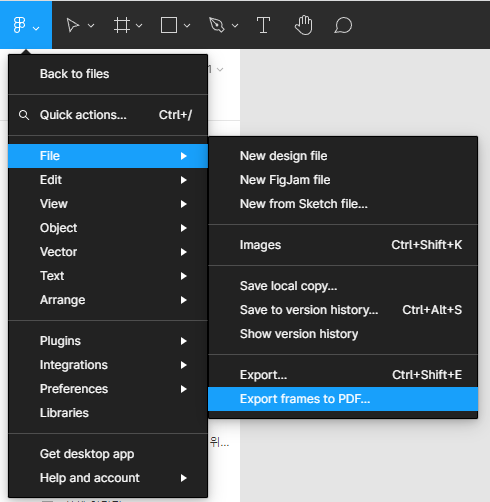 Back to files
Quick actions... Ctrl+/
File
Edit
View
Object
Vector
Text
Arrange
Plugins
Integrations
Preferences
Libraries
Get desktop app
Help and account
New design file
New FigJam file
New from Sketch file...
Images Ctrl+Shift+K
Save local copy...
Save to version history... Ctrl+Alt+S
Show version history
Export... Ctrl+Shift+E
Export frames to PDF...
위...